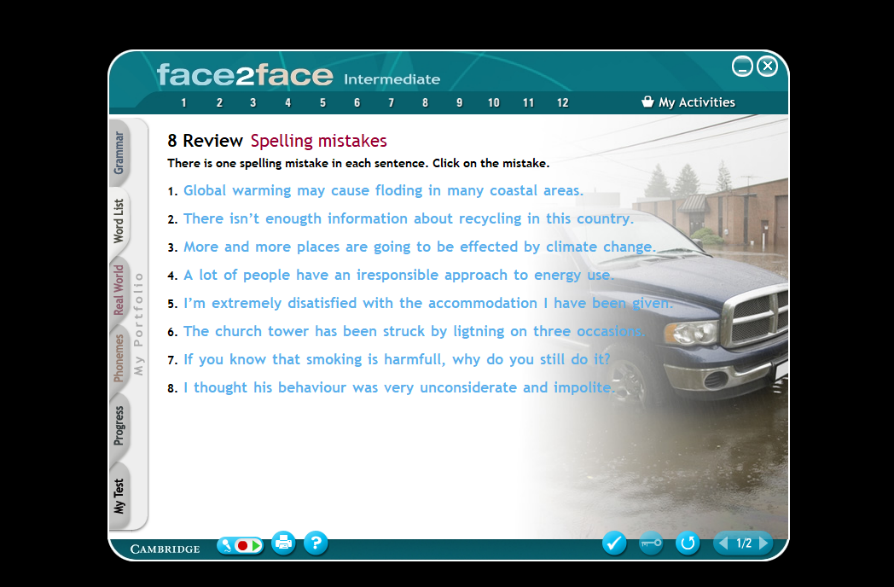 face2face Intermediate
1 2 3 4 5 6 7 8 9 10 11 12 My Activities
Grammar
Word List
Real World
Phonemes
Progress
My Test
My Portfolio
8 Review Spelling mistakes
There is one spelling mistake in each sentence. Click on the mistake.
1. Global warming may cause floding in many coastal areas.
2. There isn't enougth information about recycling in this country.
3. More and more places are going to be effected by climate change.
4. A lot of people have an iresponsible approach to energy use.
5. I'm extremely disatisfied with the accommodation I have been given.
6. The church tower has been struck by ligtning on three occasions.
7. If you know that smoking is harmfull, why do you still do it?
8. I thought his behaviour was very unconsiderate and impolite.
CAMBRIDGE
?
1/2